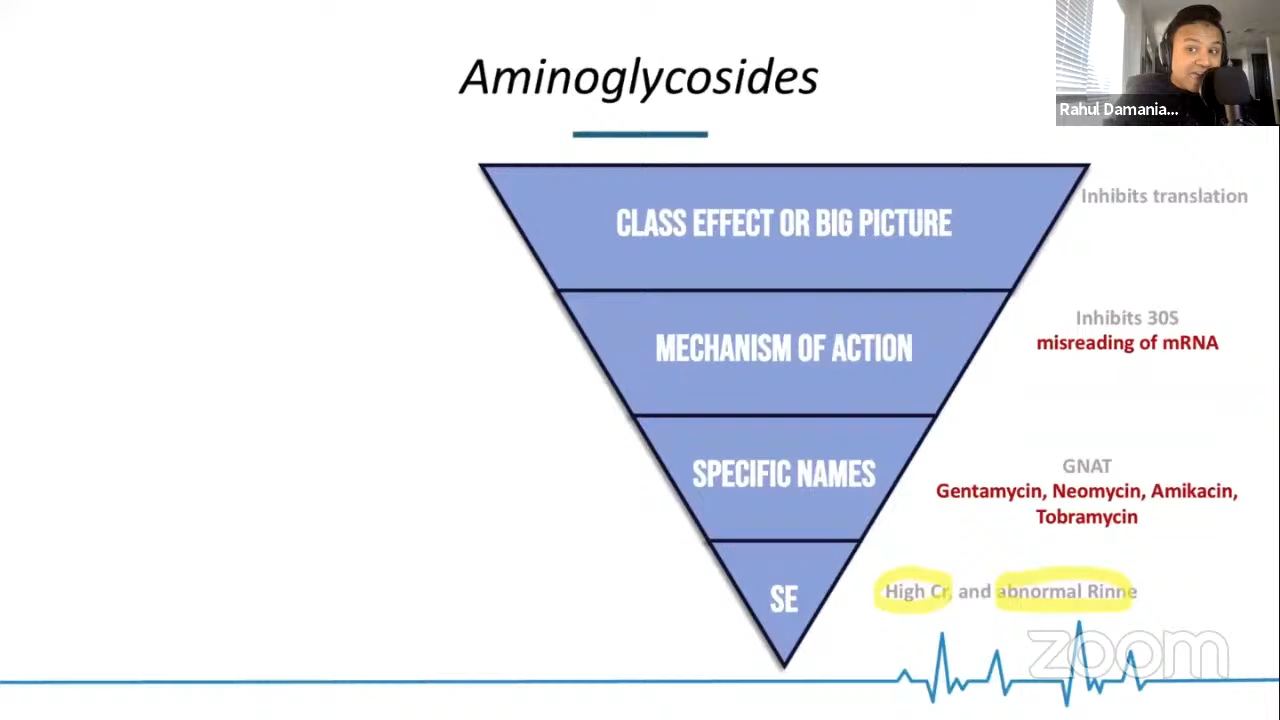 Aminoglycosides
Rahul Damania...
CLASS EFFECT OR BIG PICTURE
Inhibits translation
MECHANISM OF ACTION
Inhibits 30S
misreading of mRNA
SPECIFIC NAMES
GNAT
Gentamycin, Neomycin, Amikacin,
Tobramycin
SE
High Cr, and abnormal Rinne
zoom